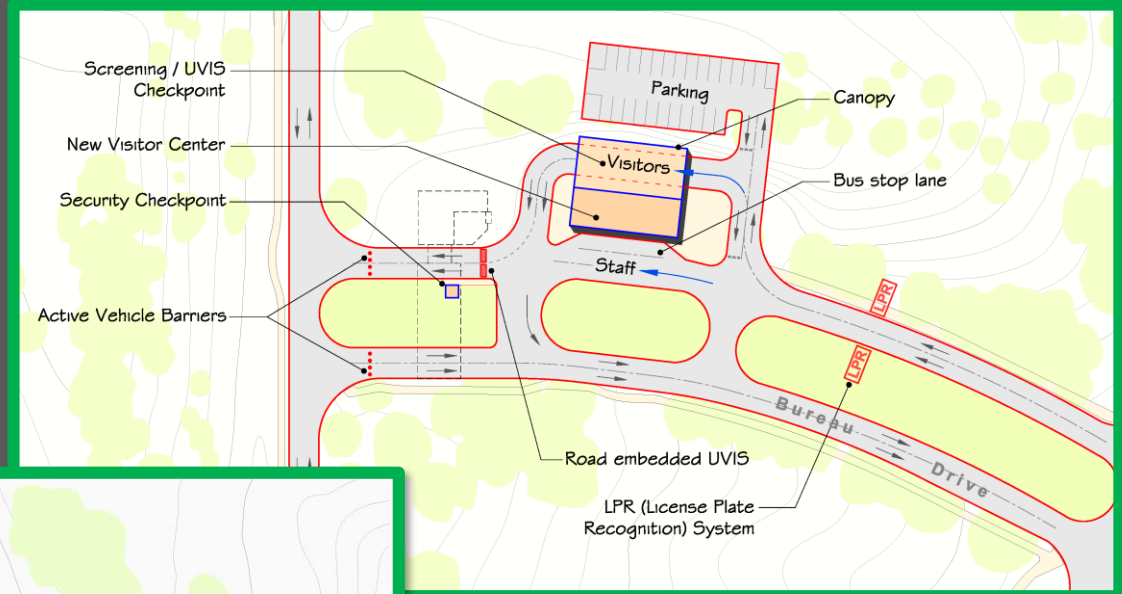 Screening / UVIS
Checkpoint
New Visitor Center
Security Checkpoint
Active Vehicle Barriers
Parking
Canopy
Visitors
Bus stop lane
Staff
LPR
LPR
Bureau
Drive
Road embedded UVIS
LPR (License Plate
Recognition) System